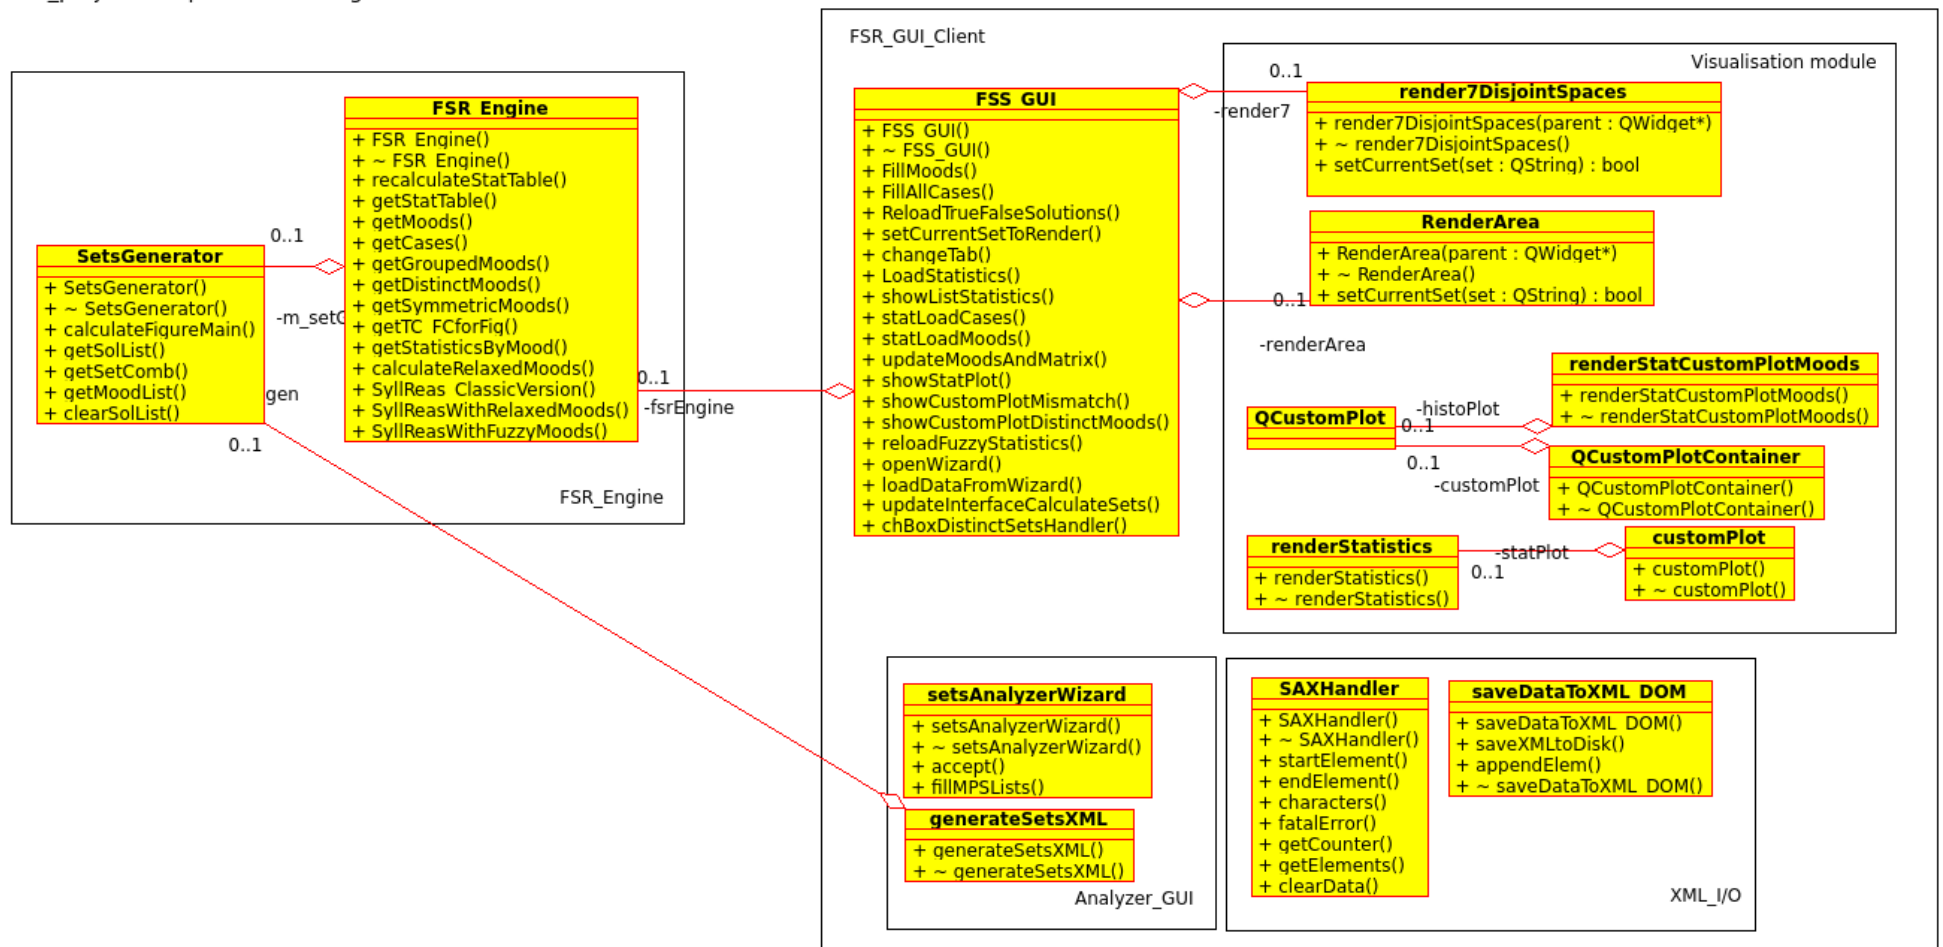 FSR_GUI_Client
Visualisation module
FSR_Engine
+ FSR_Engine()
+ ~ FSR_Engine()
+ recalculateStatTable()
+ getStatTable()
+ getMoods()
+ getCases()
+ getGroupedMoods()
+ getDistinctMoods()
+ getSymmetricMoods()
+ getTC_FCforFig()
+ getStatisticsByMood()
+ calculateRelaxedMoods()
+ SyllReas_ClassicVersion()
+ SyllReasWithRelaxedMoods()
+ SyllReasWithFuzzyMoods()
0..1
SetsGenerator
+ SetsGenerator()
+ ~ SetsGenerator()
+ calculateFigureMain()
+ getSolList()
+ getSetComb()
+ getMoodList()
+ clearSolList()
-m_setG
gen
0..1
FSR_Engine
0..1
-fsrEngine
FSS_GUI
+ FSS_GUI()
+ ~ FSS_GUI()
+ FillMoods()
+ FillAllCases()
+ ReloadTrueFalseSolutions()
+ setCurrentSetToRender()
+ changeTab()
+ LoadStatistics()
+ showListStatistics()
+ statLoadCases()
+ statLoadMoods()
+ updateMoodsAndMatrix()
+ showStatPlot()
+ showCustomPlotMismatch()
+ showCustomPlotDistinctMoods()
+ reloadFuzzyStatistics()
+ openWizard()
+ loadDataFromWizard()
+ updateInterfaceCalculateSets()
+ chBoxDistinctSetsHandler()
0..1
-render7
render7DisjointSpaces
+ render7DisjointSpaces(parent : QWidget*)
+ ~ render7DisjointSpaces()
+ setCurrentSet(set : QString) : bool
RenderArea
+ RenderArea(parent : QWidget*)
+ ~ RenderArea()
+ setCurrentSet(set : QString) : bool
0..1
-renderArea
renderStatCustomPlotMoods
+ renderStatCustomPlotMoods()
+ ~ renderStatCustomPlotMoods()
QCustomPlot
-histoPlot
0..1
0..1
-customPlot
QCustomPlotContainer
+ QCustomPlotContainer()
+ ~ QCustomPlotContainer()
renderStatistics
+ renderStatistics()
+ ~ renderStatistics()
-statPlot
0..1
customPlot
+ customPlot()
+ ~ customPlot()
setsAnalyzerWizard
+ setsAnalyzerWizard()
+ ~ setsAnalyzerWizard()
+ accept()
+ fillMPSLists()
generateSetsXML
+ generateSetsXML()
+ ~ generateSetsXML()
Analyzer_GUI
SAXHandler
+ SAXHandler()
+ ~ SAXHandler()
+ startElement()
+ endElement()
+ characters()
+ fatalError()
+ getCounter()
+ getElements()
+ clearData()
saveDataToXML_DOM
+ saveDataToXML_DOM()
+ saveXMLtoDisk()
+ appendElem()
+ ~ saveDataToXML_DOM()
XML_I/O